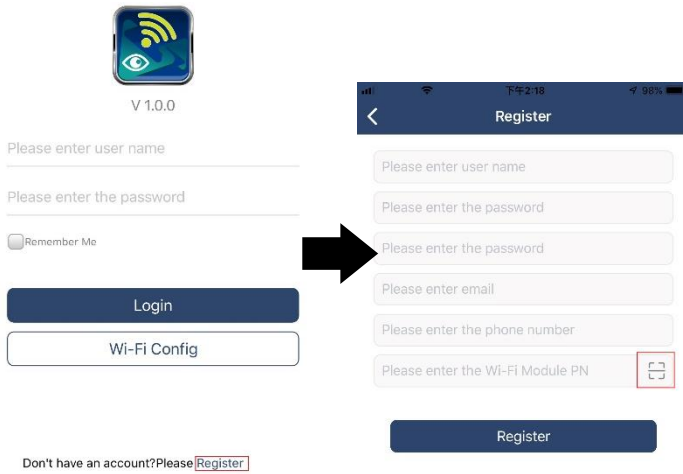 V 1.0.0
Please enter user name
Please enter the password
Remember Me
Login
Wi-Fi Config
Don't have an account?Please Register
下午2:18
98%
Register
Please enter user name
Please enter the password
Please enter the password
Please enter email
Please enter the phone number
Please enter the Wi-Fi Module PN
Register